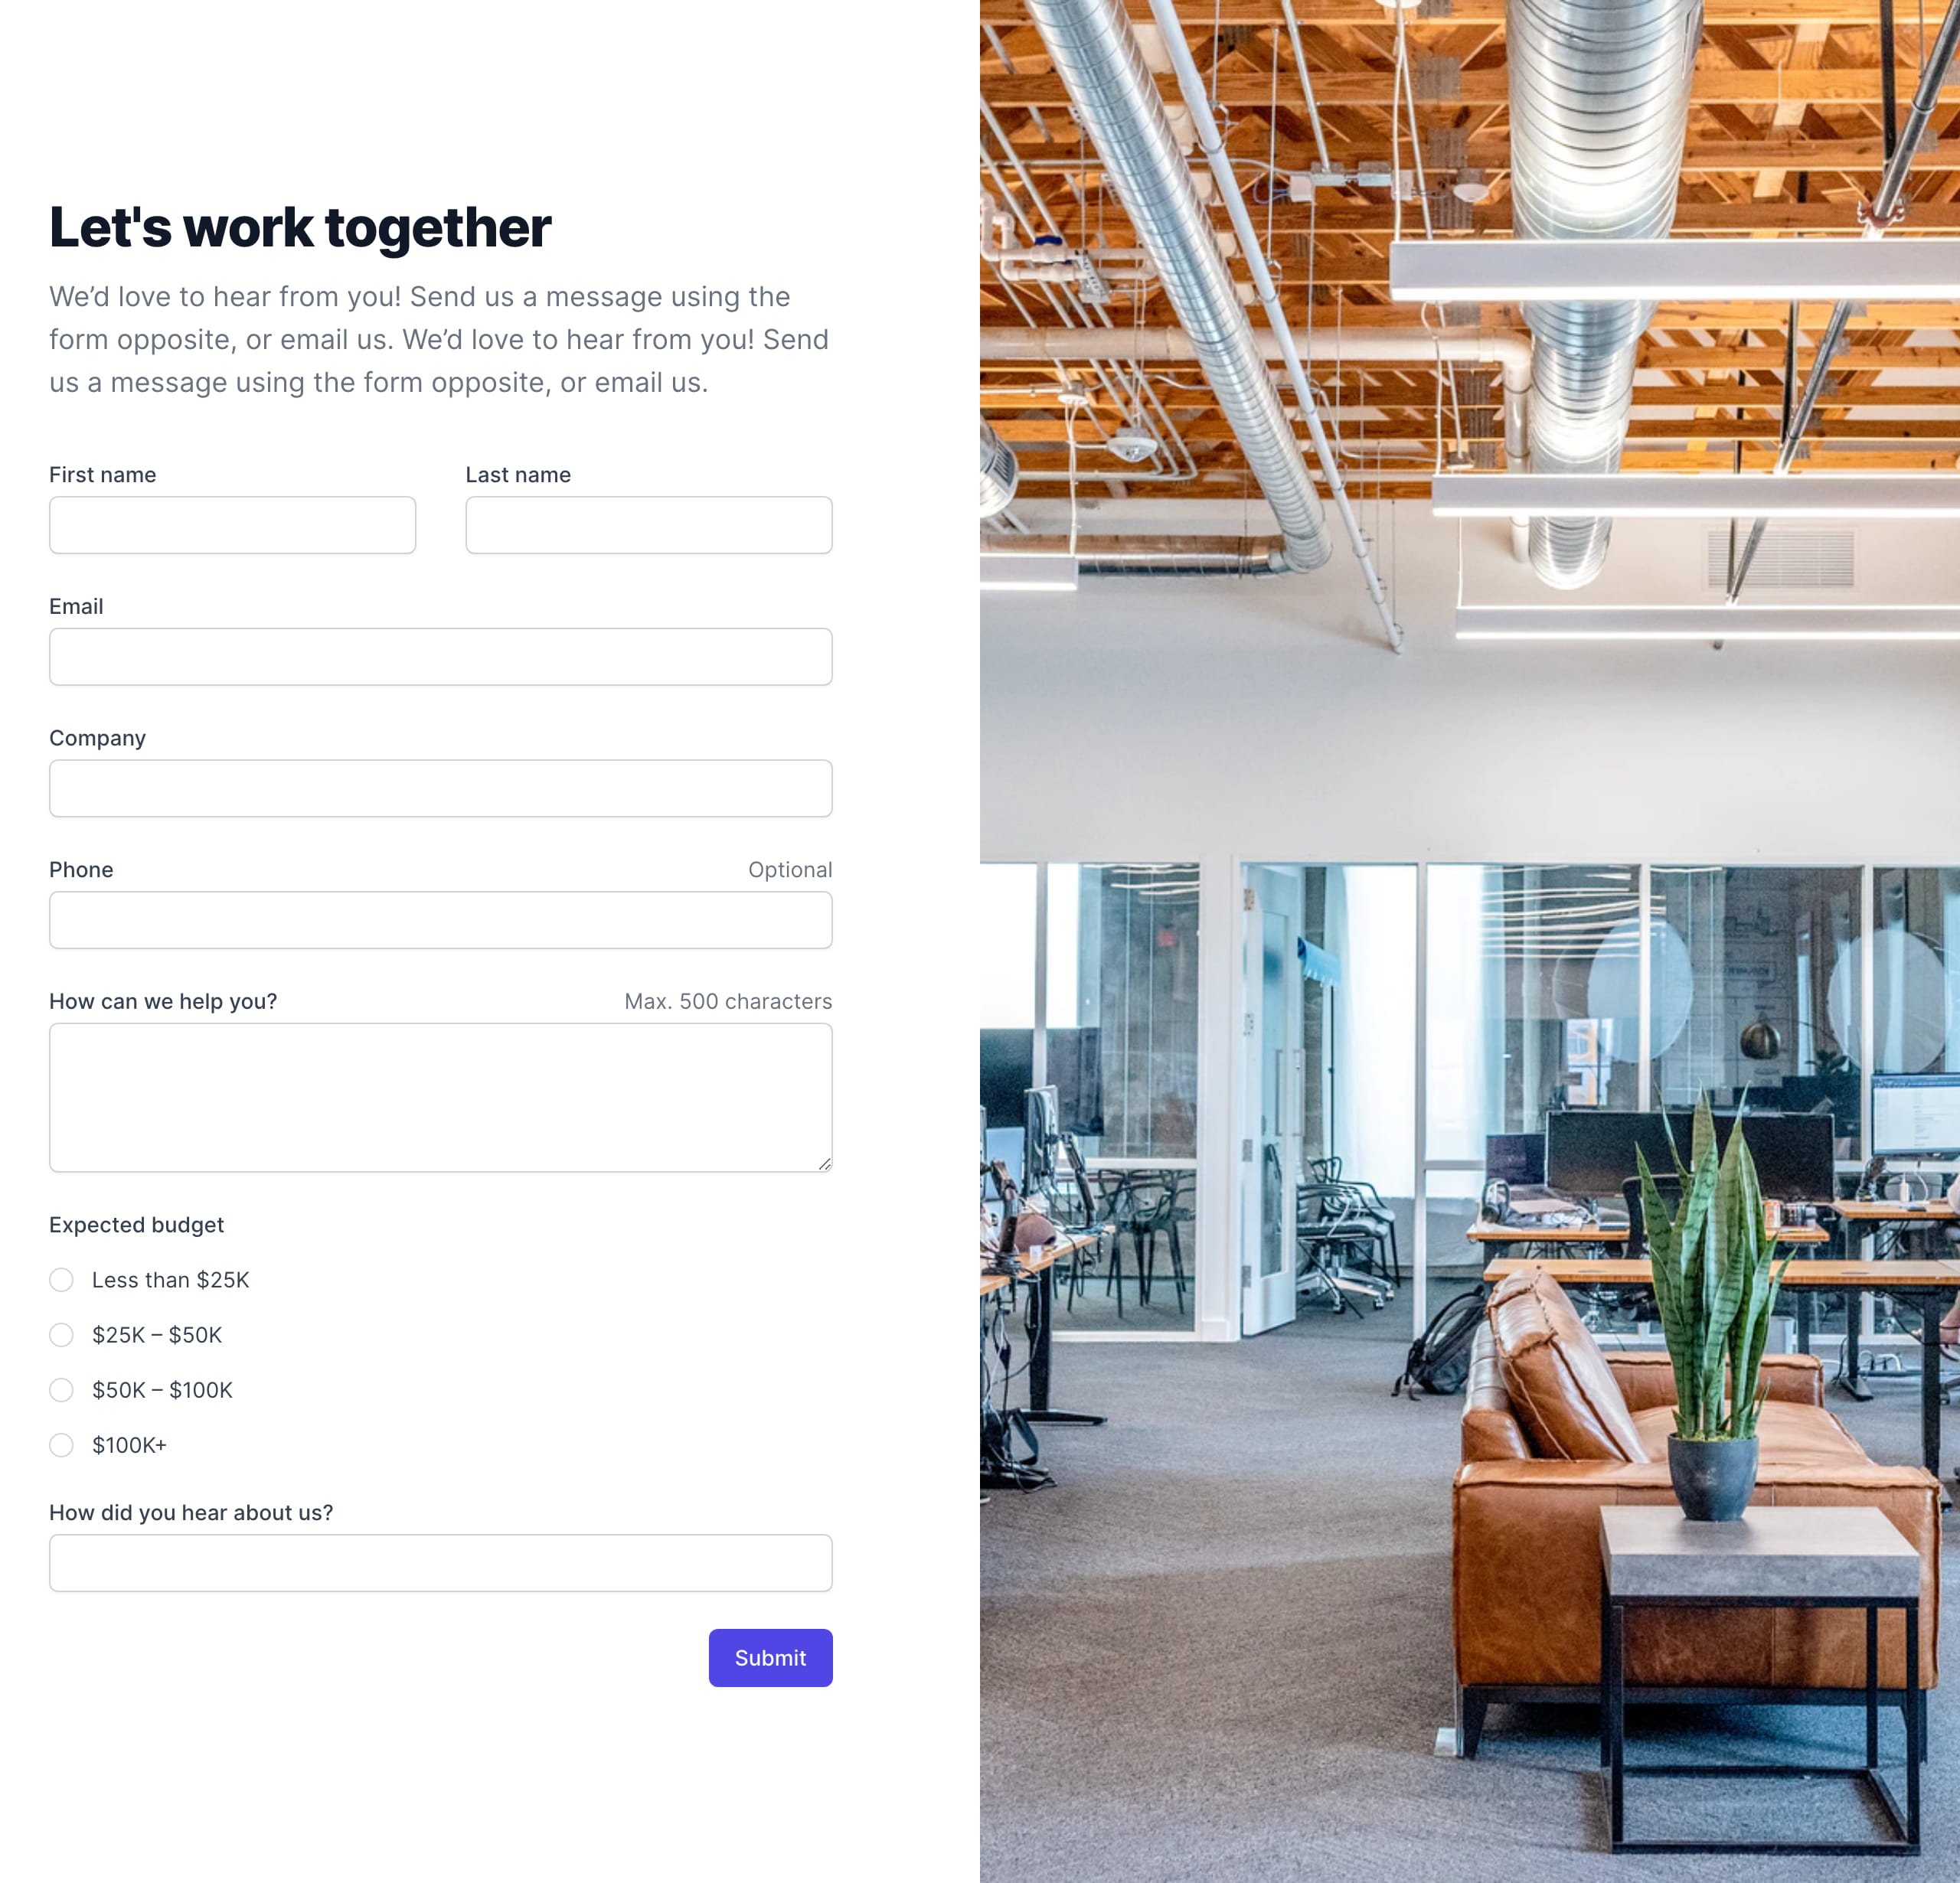 Let's work together
We’d love to hear from you! Send us a message using the
form opposite, or email us. We’d love to hear from you! Send
us a message using the form opposite, or email us.
First name
Last name
Email
Company
Phone
Optional
How can we help you?
Max. 500 characters
Expected budget
Less than $25K
$25K – $50K
$50K – $100K
$100K+
How did you hear about us?
Submit